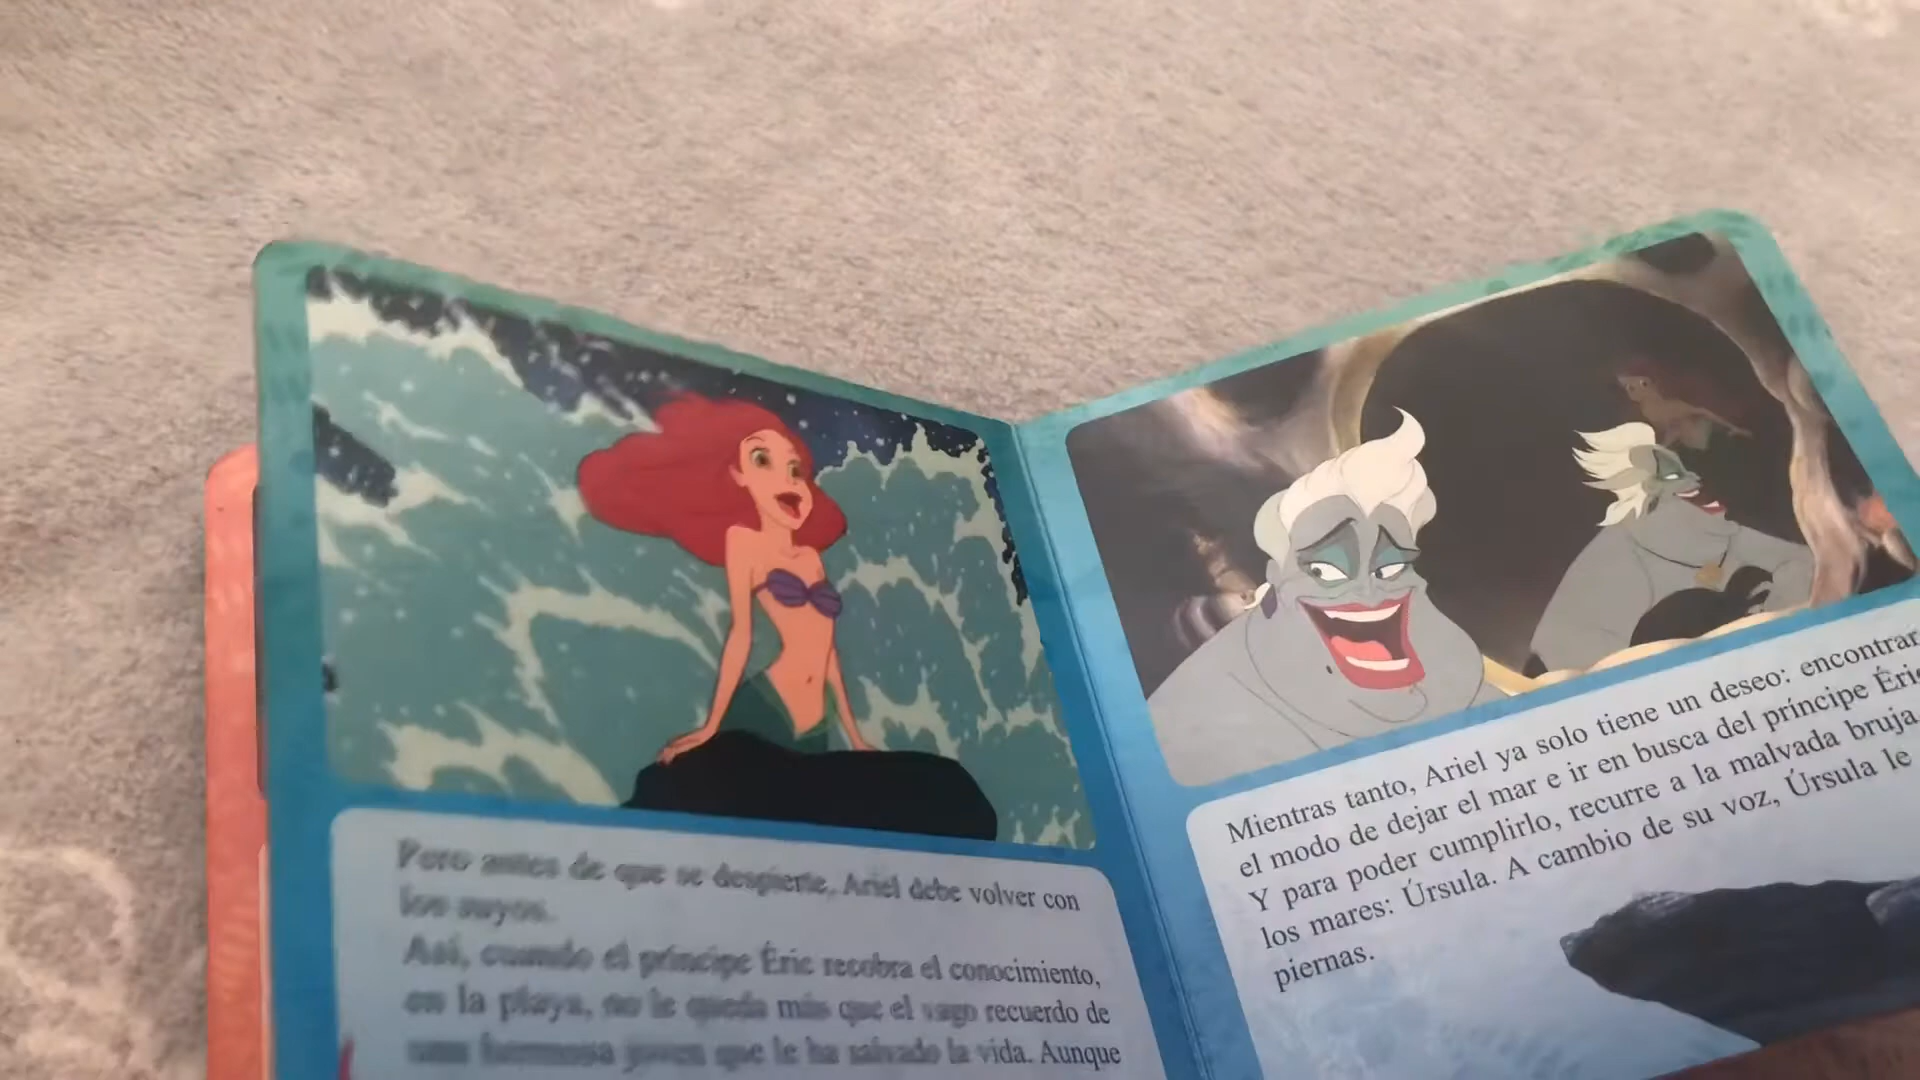 Pero antes de que se despierte, Ariel debe volver con
los suyos.
Así, cuando el príncipe Éric recobra el conocimiento,
en la playa, no le queda más que el vago recuerdo de
una hermosa joven que le ha salvado la vida. Aunque
Mientras tanto, Ariel ya solo tiene un deseo: encontrar
el modo de dejar el mar e ir en busca del príncipe Éric
Y para poder cumplirlo, recurre a la malvada bruja
los mares: Úrsula. A cambio de su voz, Úrsula le
piernas.